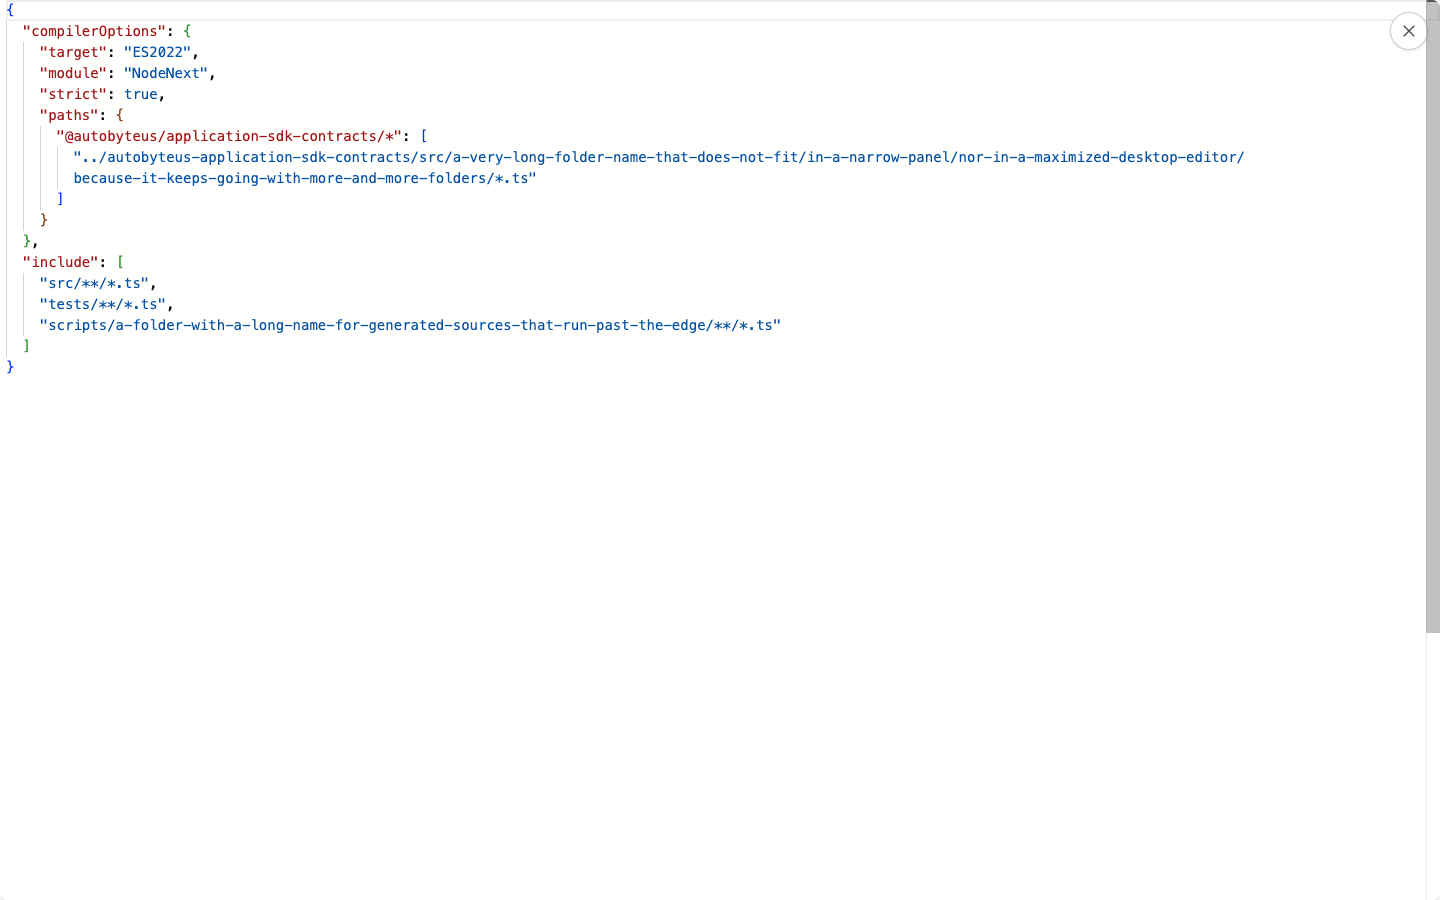 {
  "compilerOptions": {
    "target": "ES2022",
    "module": "NodeNext",
    "strict": true,
    "paths": {
      "@autobyteus/application-sdk-contracts/*": [
        "../autobyteus-application-sdk-contracts/src/a-very-long-folder-name-that-does-not-fit/in-a-narrow-panel/nor-in-a-maximized-desktop-editor/
        because-it-keeps-going-with-more-and-more-folders/*.ts"
      ]
    }
  },
  "include": [
    "src/**/*.ts",
    "tests/**/*.ts",
    "scripts/a-folder-with-a-long-name-for-generated-sources-that-run-past-the-edge/**/*.ts"
  ]
}